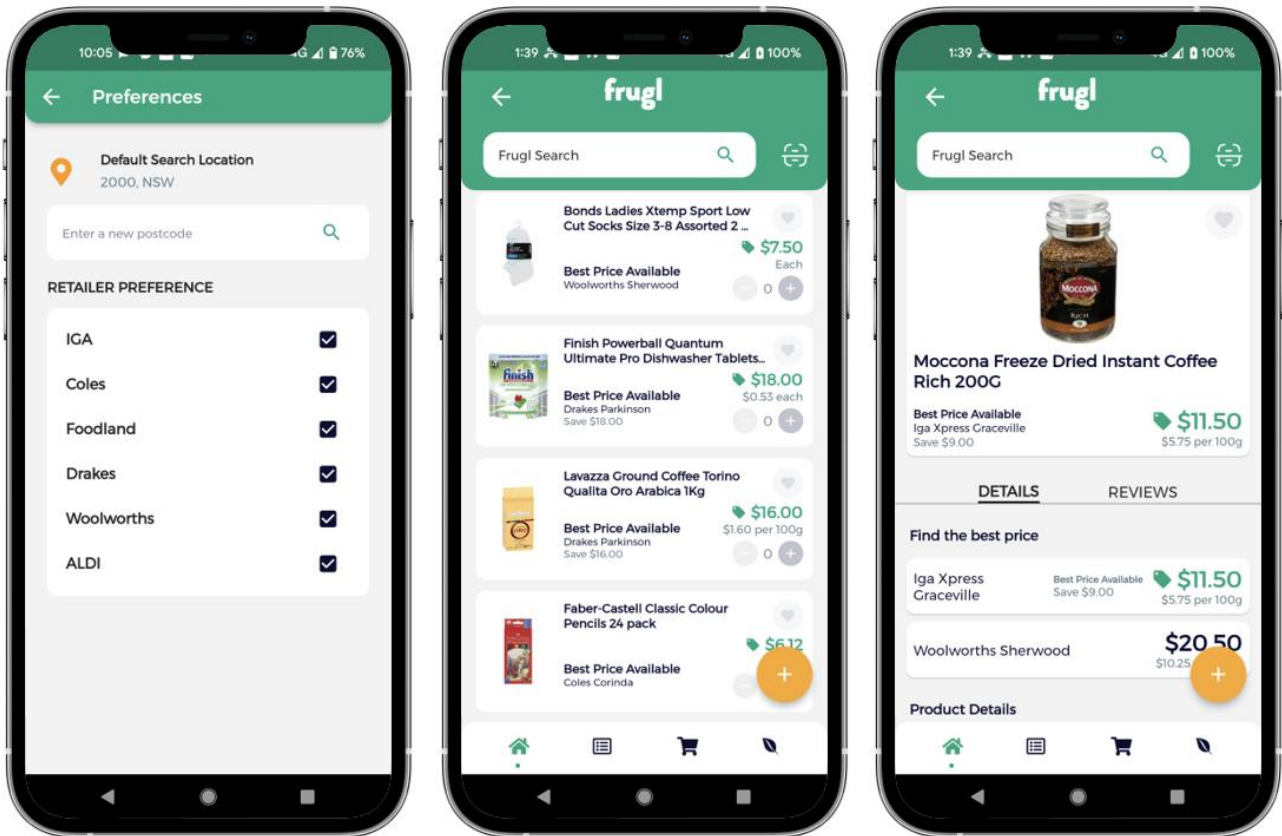 10:05
4G 76%
Preferences
Default Search Location
2000, NSW
Enter a new postcode
RETAILER PREFERENCE
IGA
Coles
Foodland
Drakes
Woolworths
ALDI
1:39
100%
frugl
Frugl Search
Bonds Ladies Xtemp Sport Low
Cut Socks Size 3-8 Assorted 2 ...
$7.50
Each
Best Price Available
Woolworths Sherwood
0
Finish Powerball Quantum
Ultimate Pro Dishwasher Tablets...
finish
$18.00
$0.53 each
Best Price Available
Drakes Parkinson
Save $18.00
0
Lavazza Ground Coffee Torino
Qualita Oro Arabica 1Kg
$16.00
$1.60 per 100g
Best Price Available
Drakes Parkinson
Save $16.00
0
Faber-Castell Classic Colour
Pencils 24 pack
$6.12
Best Price Available
Coles Corinda
1:39
100%
frugl
Frugl Search
MOCCONA
RICH
9
Moccona Freeze Dried Instant Coffee
Rich 200G
Best Price Available
Iga Xpress Graceville
Save $9.00
$11.50
$5.75 per 100g
DETAILS REVIEWS
Find the best price
Iga Xpress
Graceville
Best Price Available
Save $9.00
$11.50
$5.75 per 100g
Woolworths Sherwood
$20.50
$10.25
Product Details